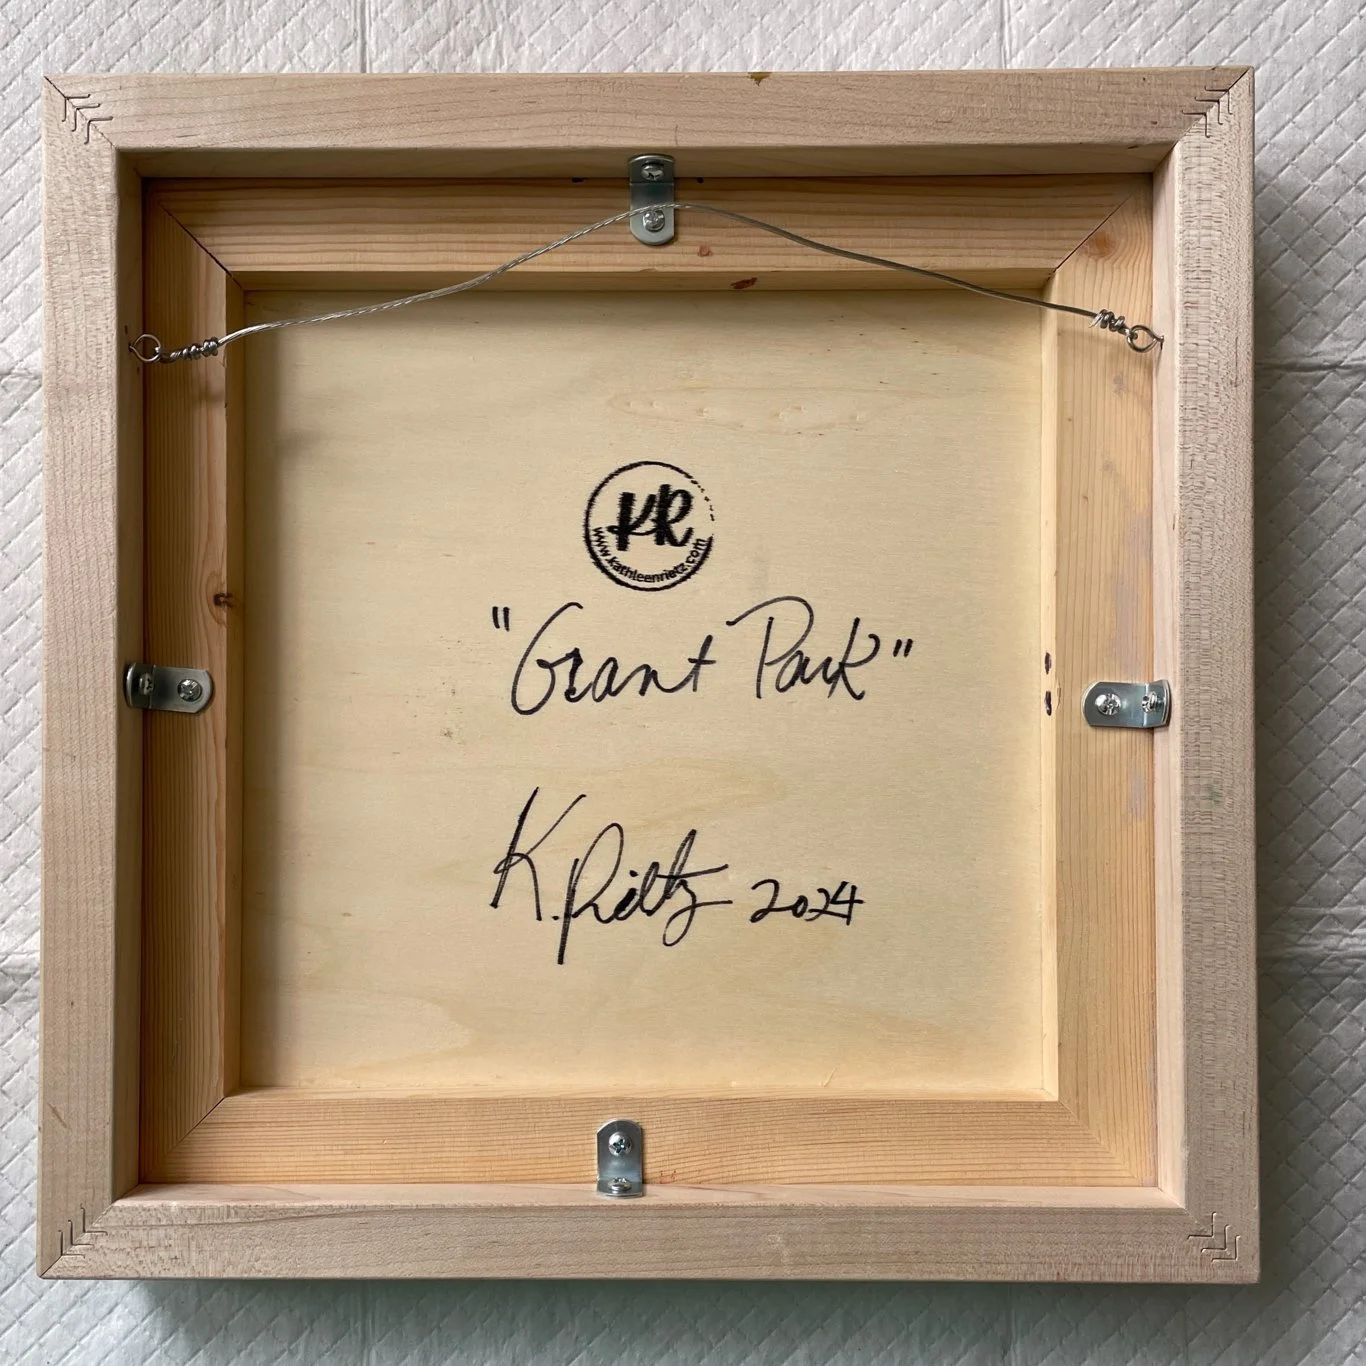 KR
www.kathleenrietz.com
"Grant Park"
K. Rietz 2024